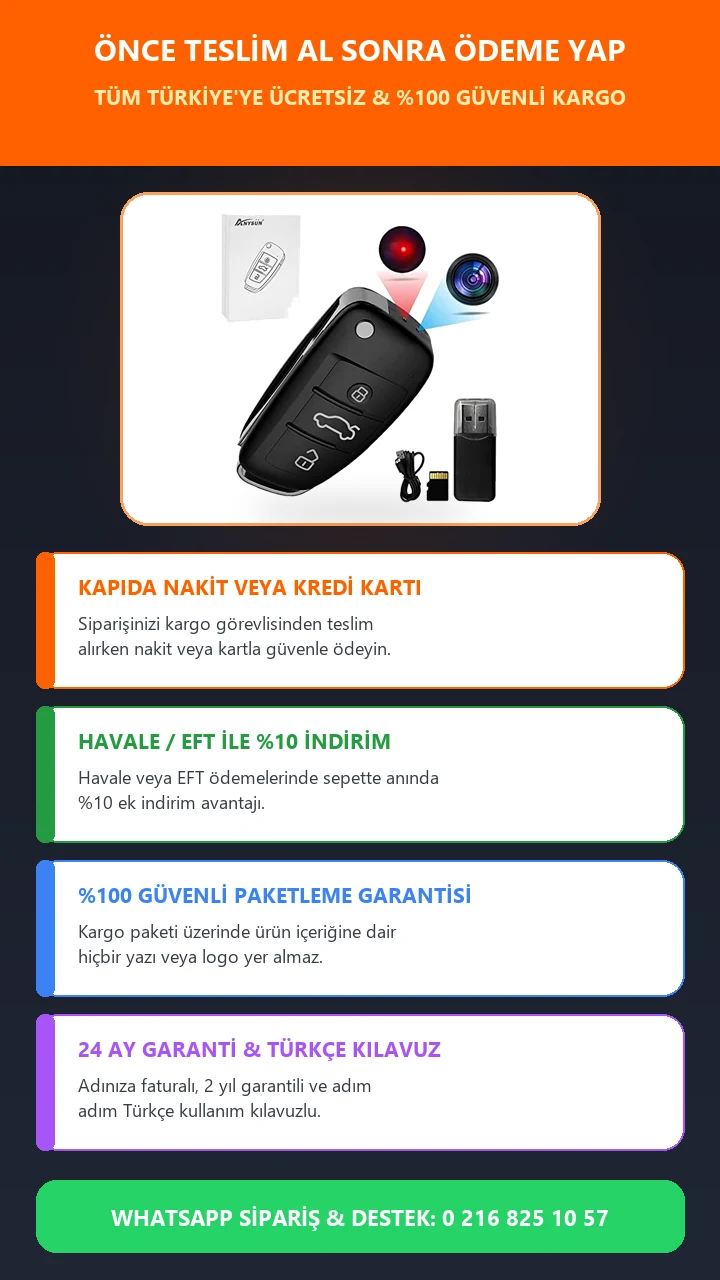 ÖNCE TESLİM AL SONRA ÖDEME YAP
TÜM TÜRKİYE'YE ÜCRETSİZ & %100 GÜVENLİ KARGO
ANYSUN
KAPIDA NAKİT VEYA KREDİ KARTI
Siparişinizi kargo görevlisinden teslim
alırken nakit veya kartla güvenle ödeyin.
HAVALE / EFT İLE %10 İNDİRİM
Havale veya EFT ödemelerinde sepette anında
%10 ek indirim avantajı.
%100 GÜVENLİ PAKETLEME GARANTİSİ
Kargo paketi üzerinde ürün içeriğine dair
hiçbir yazı veya logo yer almaz.
24 AY GARANTİ & TÜRKÇE KILAVUZ
Adınıza faturalı, 2 yıl garantili ve adım
adım Türkçe kullanım kılavuzlu.
WHATSAPP SİPARİŞ & DESTEK: 0 216 825 10 57